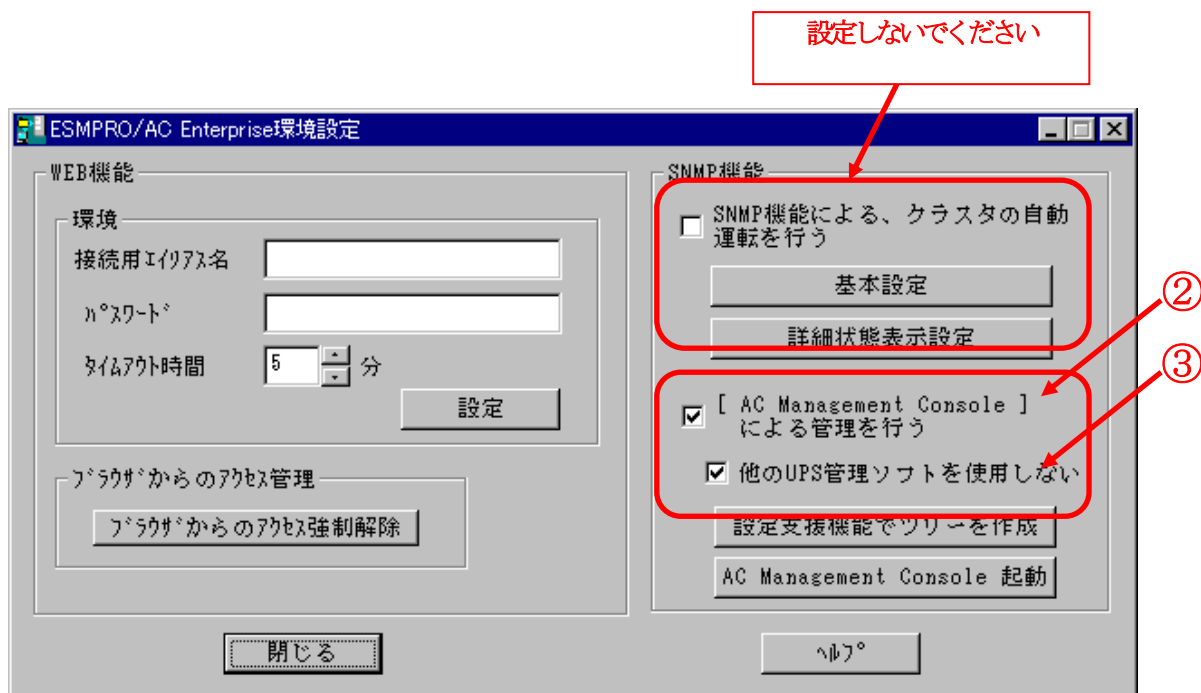 設定しないでください
ESMPRO/AC Enterprise環境設定
WEB機能
環境
接続用ｴｲﾘｱｽ名
ﾊﾟｽﾜｰﾄﾞ
ﾀｲﾑｱｳﾄ時間
5
分
設定
ﾌﾞﾗｳｻﾞからのｱｸｾｽ管理
ﾌﾞﾗｳｻﾞからのｱｸｾｽ強制解除
SNMP機能
SNMP機能による、クラスタの自動
運転を行う
基本設定
詳細状態表示設定
②
③
[ AC Management Console ]
による管理を行う
他のUPS管理ソフトを使用しない
設定支援機能でツリーを作成
AC Management Console 起動
閉じる
ﾍﾙﾌﾟ